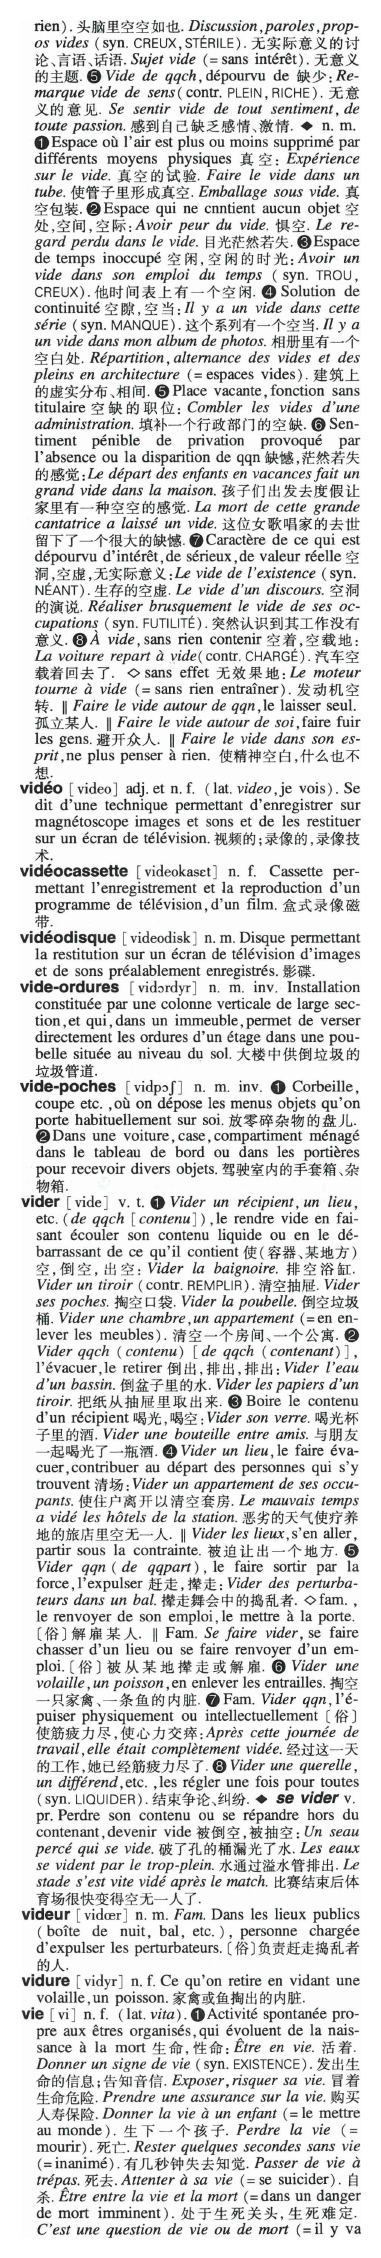 rien). 头脑里空空如也. Discussion, paroles, prop-
os vides (syn. CREUX, STÉRILE). 无实际意义的讨
论、言语、话语. Sujet vide (= sans intérêt). 无意义
的主题. ❺ Vide de qqch, dépourvu de 缺少: Re-
marque vide de sens (contr. PLEIN, RICHE). 无意
义的意见. Se sentir vide de tout sentiment, de
toute passion. 感到自己缺乏感情、激情. ◆ n. m.
❶ Espace où l'air est plus ou moins supprimé par
différents moyens physiques 真空: Expérience
sur le vide. 真空的试验. Faire le vide dans un
tube. 使管子里形成真空. Emballage sous vide. 真
空包装. ❷ Espace qui ne cnntient aucun objet 空
处,空间,空际: Avoir peur du vide. 惧空. Le re-
gard perdu dans le vide. 目光茫然若失. ❸ Espace
de temps inoccupé 空闲,空闲的时光: Avoir un
vide dans son emploi du temps (syn. TROU,
CREUX). 他时间表上有一个空闲. ❹ Solution de
continuité 空隙,空当: Il y a un vide dans cette
série (syn. MANQUE). 这个系列有一个空当. Il y a
un vide dans mon album de photos. 相册里有一个
空白处. Répartition, alternance des vides et des
pleins en architecture (= espaces vides). 建筑上
的虚实分布、相间. ❺ Place vacante, fonction sans
titulaire 空缺的职位: Combler les vides d'une
administration. 填补一个行政部门的空缺. ❻ Sen-
timent pénible de privation provoqué par
l'absence ou la disparition de qqn 缺憾,茫然若失
的感觉: Le départ des enfants en vacances fait un
grand vide dans la maison. 孩子们出发去度假让
家里有一种空空的感觉. La mort de cette grande
cantatrice a laissé un vide. 这位女歌唱家的去世
留下了一个很大的缺憾. ❼ Caractère de ce qui est
dépourvu d'intérêt, de sérieux, de valeur réelle 空
洞,空虚,无实际意义: Le vide de l'existence (syn.
NÉANT). 生存的空虚. Le vide d'un discours. 空洞
的演说. Réaliser brusquement le vide de ses oc-
cupations (syn. FUTILITÉ). 突然认识到其工作没有
意义. ❽ À vide, sans rien contenir 空着,空载地:
La voiture repart à vide (contr. CHARGÉ). 汽车空
载着回去了. ◇ sans effet 无效果地: Le moteur
tourne à vide (= sans rien entraîner). 发动机空
转. ‖ Faire le vide autour de qqn, le laisser seul.
孤立某人. ‖ Faire le vide autour de soi, faire fuir
les gens. 避开众人. ‖ Faire le vide dans son es-
prit, ne plus penser à rien. 使精神空白,什么也不
想.
vidéo [video] adj. et n. f. (lat. video, je vois). Se
dit d'une technique permettant d'enregistrer sur
magnétoscope images et sons et de les restituer
sur un écran de télévision. 视频的;录像的,录像技
术.
vidéocassette [videokaset] n. f. Cassette per-
mettant l'enregistrement et la reproduction d'un
programme de télévision, d'un film. 盒式录像磁
带.
vidéodisque [videodisk] n. m. Disque permettant
la restitution sur un écran de télévision d'images
et de sons préalablement enregistrés. 影碟.
vide-ordures [vidɔrdyr] n. m. inv. Installation
constituée par une colonne verticale de large sec-
tion, et qui, dans un immeuble, permet de verser
directement les ordures d'un étage dans une pou-
belle située au niveau du sol. 大楼中供倒垃圾的
垃圾管道.
vide-poches [vidpɔʃ] n. m. inv. ❶ Corbeille,
coupe etc., où on dépose les menus objets qu'on
porte habituellement sur soi. 放零碎杂物的盘儿.
❷ Dans une voiture, case, compartiment ménagé
dans le tableau de bord ou dans les portières
pour recevoir divers objets. 驾驶室内的手套箱、杂
物箱.
vider [vide] v. t. ❶ Vider un récipient, un lieu,
etc. (de qqch [contenu]), le rendre vide en fai-
sant écouler son contenu liquide ou en le dé-
barrassant de ce qu'il contient 使(容器、某地方)
空,倒空,出空: Vider la baignoire. 排空浴缸.
Vider un tiroir (contr. REMPLIR). 清空抽屉. Vider
ses poches. 掏空口袋. Vider la poubelle. 倒空垃圾
桶. Vider une chambre, un appartement (= en en-
lever les meubles). 清空一个房间、一个公寓. ❷
Vider qqch (contenu) [de qqch (contenant)],
l'évacuer, le retirer 倒出,排出,排出: Vider l'eau
d'un bassin. 倒盆子里的水. Vider les papiers d'un
tiroir. 把纸从抽屉里取出来. ❸ Boire le contenu
d'un récipient 喝光,喝空: Vider son verre. 喝光杯
子里的酒. Vider une bouteille entre amis. 与朋友
一起喝光了一瓶酒. ❹ Vider un lieu, le faire éva-
cuer, contribuer au départ des personnes qui s'y
trouvent 清场: Vider un appartement de ses occu-
pants. 使住户离开以清空套房. Le mauvais temps
a vidé les hôtels de la station. 恶劣的天气使疗养
地的旅店里空无一人. ‖ Vider les lieux, s'en aller,
partir sous la contrainte. 被迫让出一个地方. ❺
Vider qqn (de qqpart), le faire sortir par la
force, l'expulser 赶走,撵走: Vider des perturba-
teurs dans un bal. 撵走舞会中的捣乱者. ◇ fam.,
le renvoyer de son emploi, le mettre à la porte.
〔俗〕解雇某人. ‖ Fam. Se faire vider, se faire
chasser d'un lieu ou se faire renvoyer d'un em-
ploi. 〔俗〕被从某地撵走或解雇. ❻ Vider une
volaille, un poisson, en enlever les entrailles. 掏空
一只家禽、一条鱼的内脏. ❼ Fam. Vider qqn, l'é-
puiser physiquement ou intellectuellement 〔俗〕
使筋疲力尽,使心力交瘁: Après cette journée de
travail, elle était complètement vidée. 经过这一天
的工作,她已经筋疲力尽了. ❽ Vider une querelle,
un différend, etc., les régler une fois pour toutes
(syn. LIQUIDER). 结束争论、纠纷. ◆ se vider v.
pr. Perdre son contenu ou se répandre hors du
contenant, devenir vide 被倒空,被抽空: Un seau
percé qui se vide. 破了孔的桶漏光了水. Les eaux
se vident par le trop-plein. 水通过溢水管排出. Le
stade s'est vite vidé après le match. 比赛结束后体
育场很快变得空无一人了.
videur [vidœr] n. m. Fam. Dans les lieux publics
(boîte de nuit, bal, etc.), personne chargée
d'expulser les perturbateurs. 〔俗〕负责赶走捣乱者
的人.
vidure [vidyr] n. f. Ce qu'on retire en vidant une
volaille, un poisson. 家禽或鱼掏出的内脏.
vie [vi] n. f. (lat. vita). ❶ Activité spontanée pro-
pre aux êtres organisés, qui évoluent de la nais-
sance à la mort 生命,性命: Être en vie. 活着.
Donner un signe de vie (syn. EXISTENCE). 发出生
命的信息;告知音信. Exposer, risquer sa vie. 冒着
生命危险. Prendre une assurance sur la vie. 购买
人寿保险. Donner la vie à un enfant (= le mettre
au monde). 生下一个孩子. Perdre la vie (=
mourir). 死亡. Rester quelques secondes sans vie
(= inanimé). 有几秒钟失去知觉. Passer de vie à
trépas. 死去. Attenter à sa vie (= se suicider). 自
杀. Être entre la vie et la mort (= dans un danger
de mort imminent). 处于生死关头,生死难定.
C'est une question de vie ou de mort (= il y va